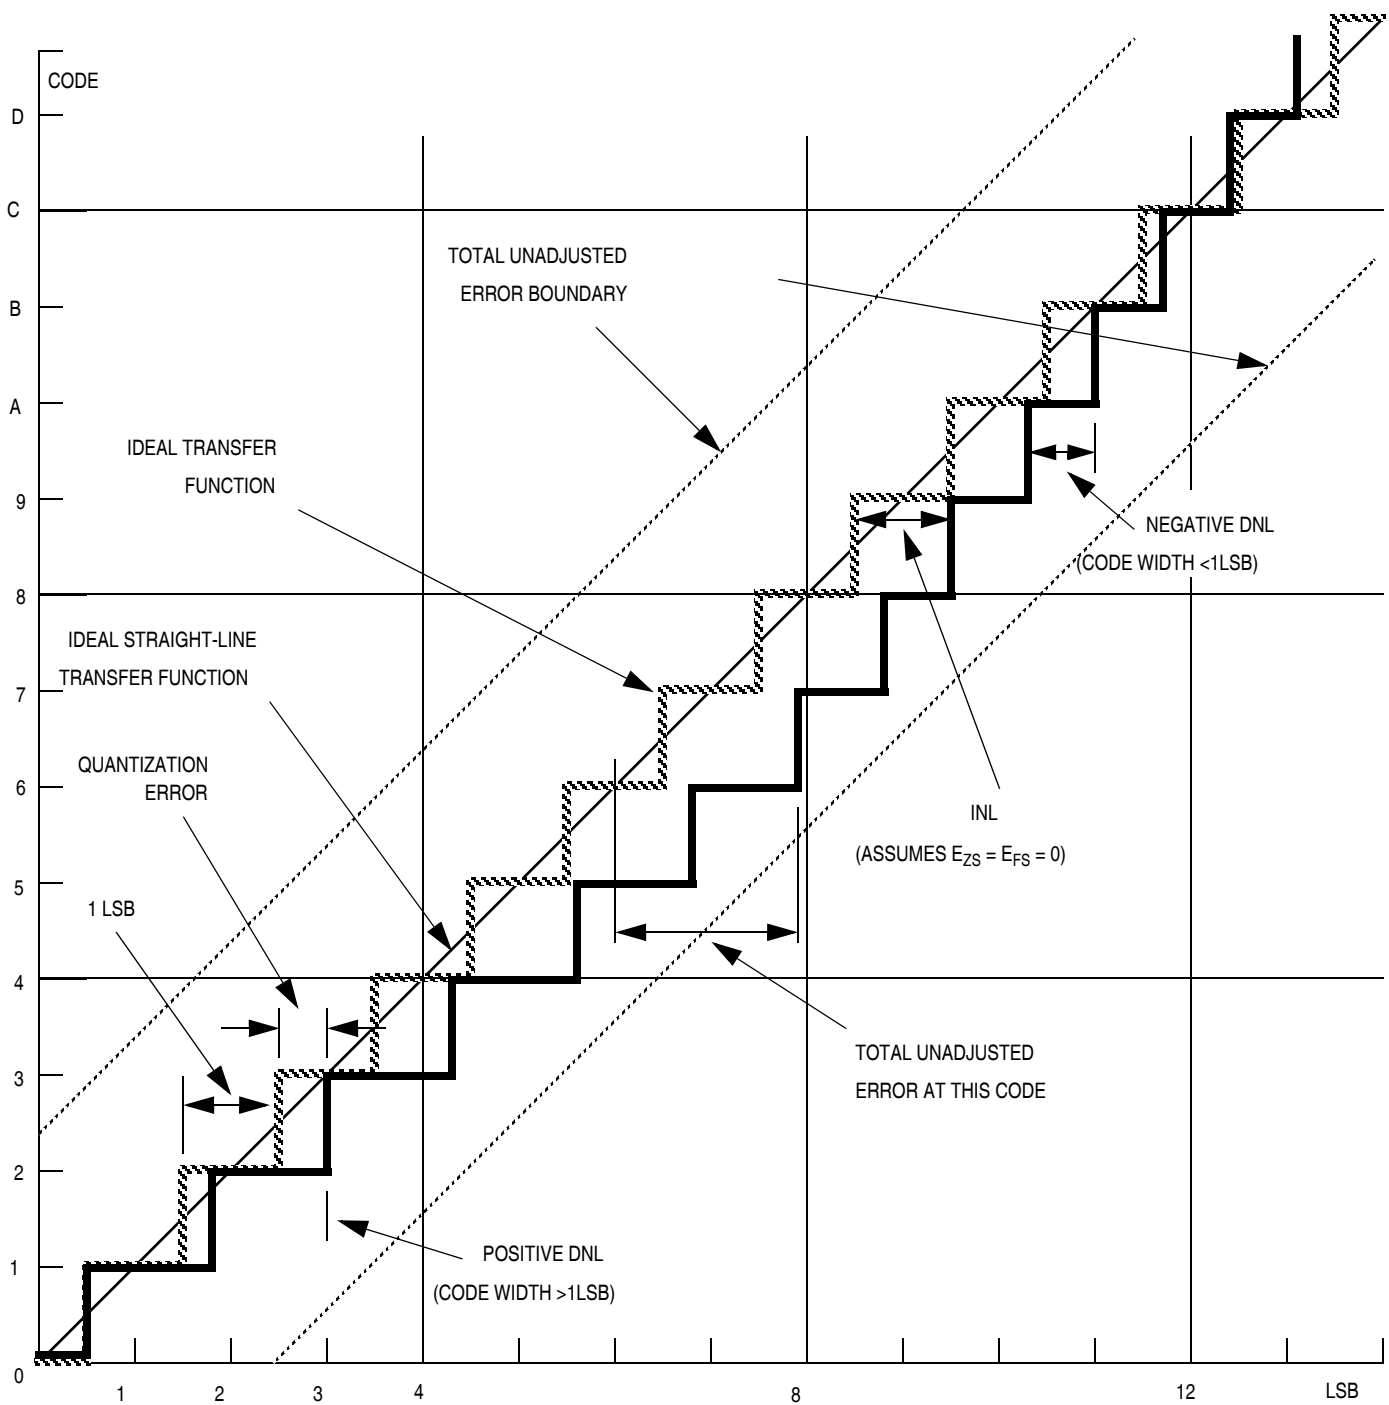 CODE
D
C
TOTAL UNADJUSTED
ERROR BOUNDARY
B
A
IDEAL TRANSFER
FUNCTION
9
NEGATIVE DNL
(CODE WIDTH <1LSB)
8
IDEAL STRAIGHT-LINE
TRANSFER FUNCTION
7
QUANTIZATION
ERROR
6
INL
(ASSUMES E_ZS = E_FS = 0)
5
1 LSB
4
TOTAL UNADJUSTED
ERROR AT THIS CODE
3
2
POSITIVE DNL
(CODE WIDTH >1LSB)
1
0
1 2 3 4 8 12 LSB